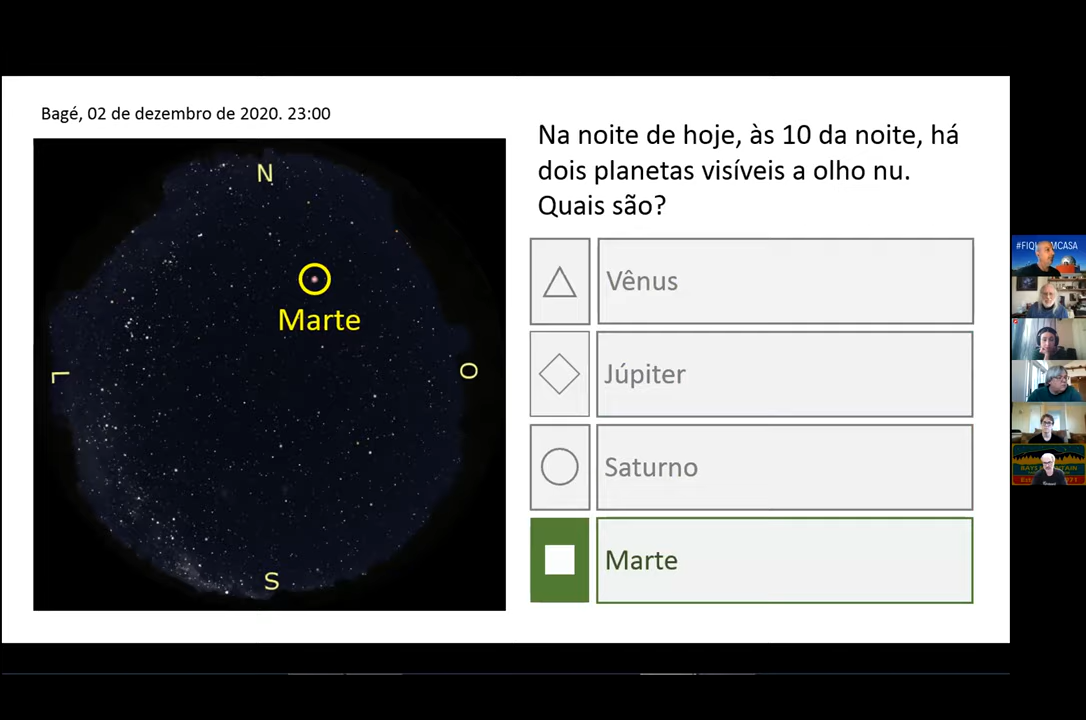 Bagé, 02 de dezembro de 2020. 23:00
N
Marte
L
O
S
Na noite de hoje, às 10 da noite, há
dois planetas visíveis a olho nu.
Quais são?
Vênus
Júpiter
Saturno
Marte